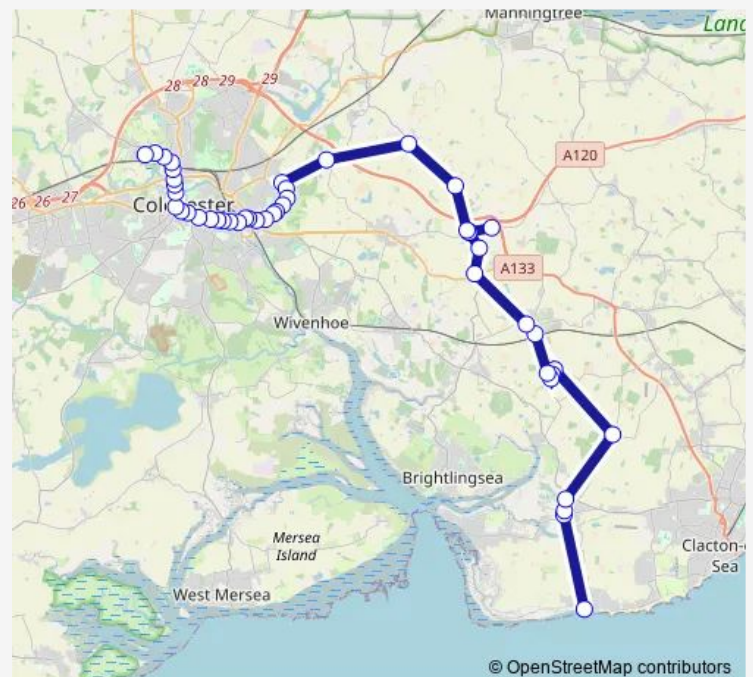 Manningtree
Land
28 28 29 29
A120
26 26 27
Colchester
A133
Wivenhoe
Brightlingsea
Mersea
Island
Clacton-o
Sea
West Mersea
© OpenStreetMap contributors